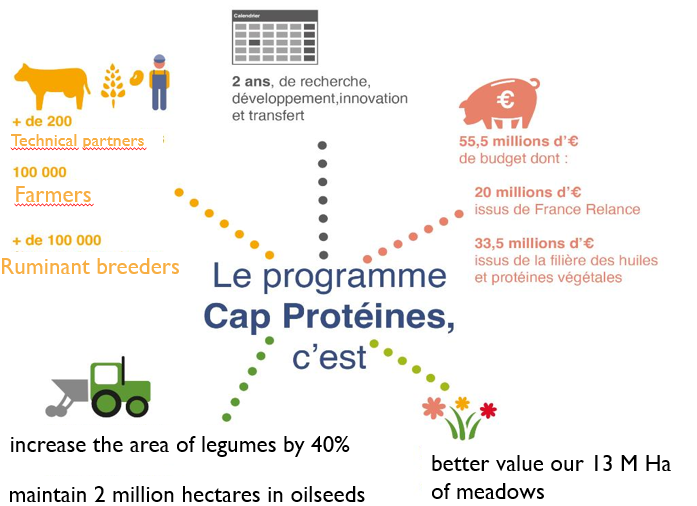 Calendrier
2 ans, de recherche,
développement,innovation
et transfert
+ de 200
Technical partners
100 000
Farmers
+ de 100 000
Ruminant breeders
€
55,5 millions d'€
de budget dont :
20 millions d'€
issus de France Relance
33,5 millions d'€
issus de la filière des huiles
et protéines végétales
Le programme
Cap Protéines,
c'est
increase the area of legumes by 40%
maintain 2 million hectares in oilseeds
better value our 13 M Ha
of meadows